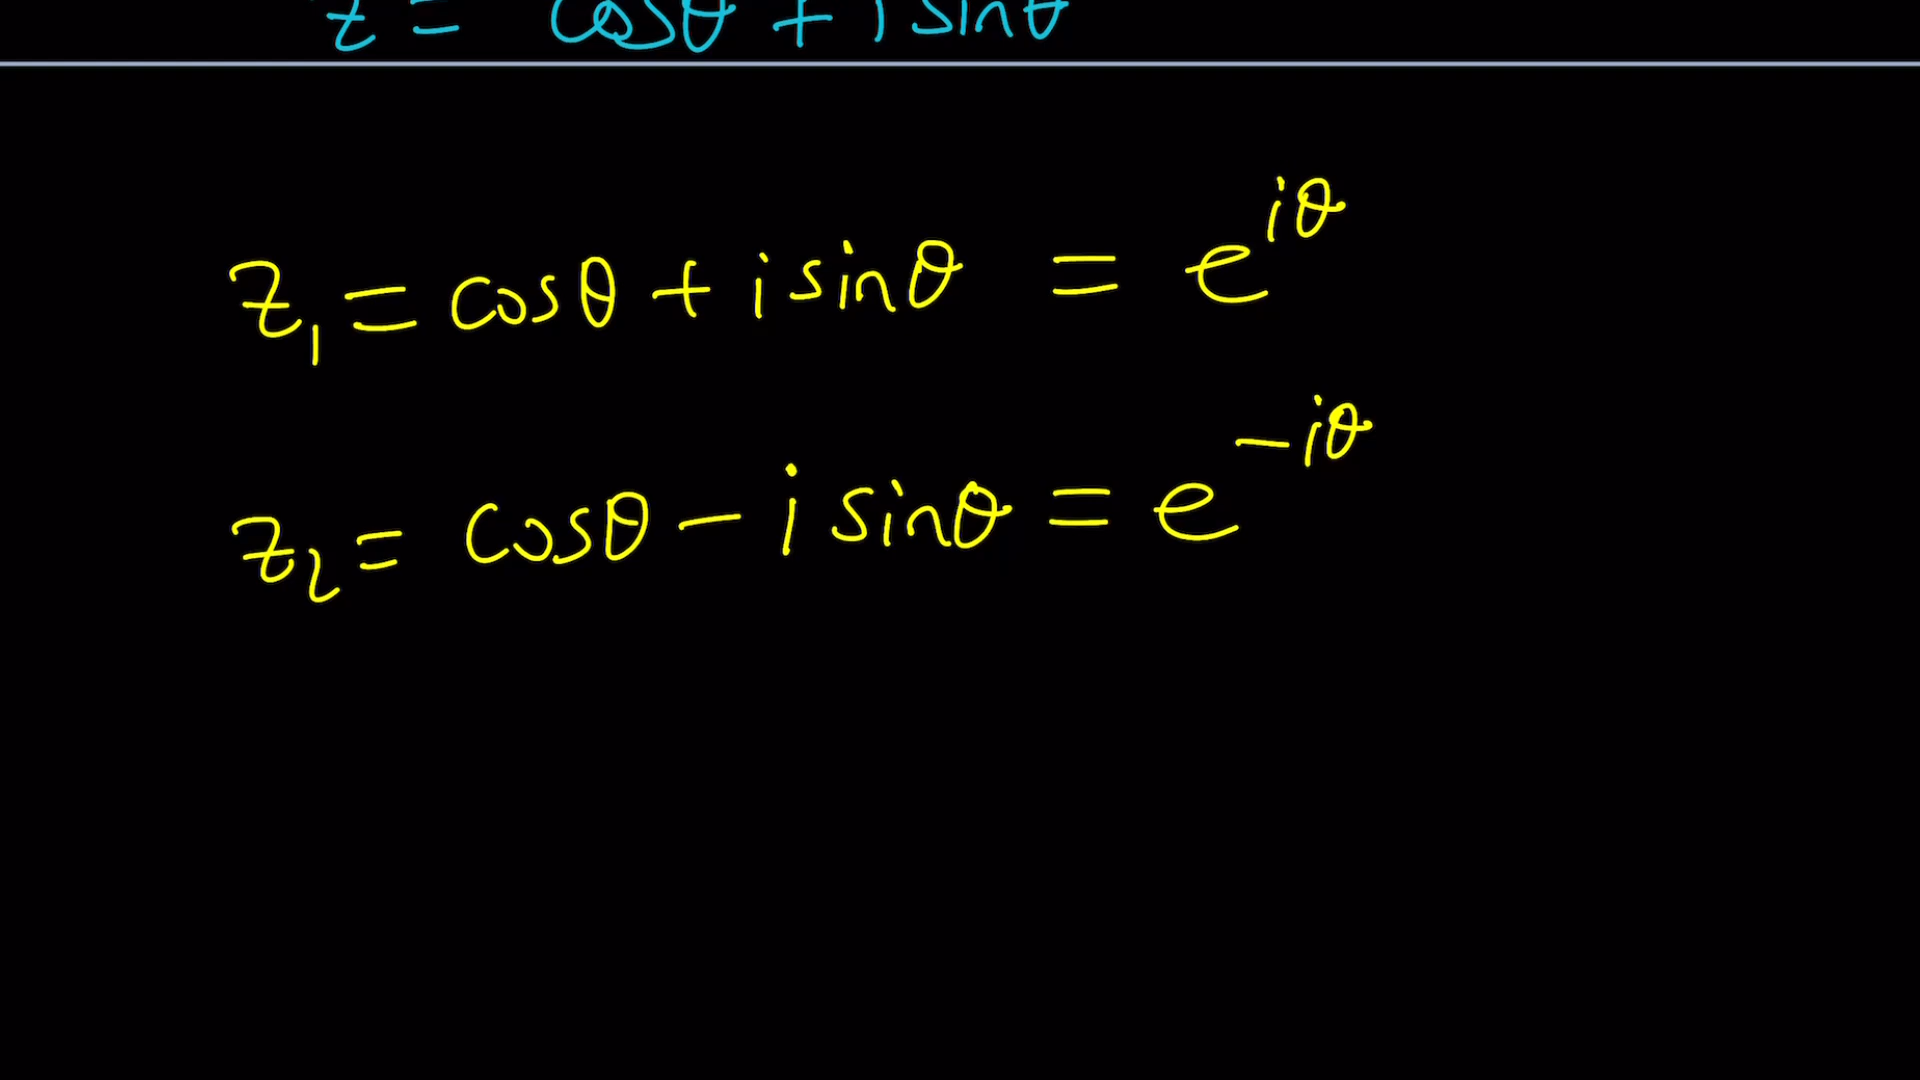 z = cosθ + i sinθ
z₁ = cosθ + i sinθ = e^{iθ}
z₂ = cosθ − i sinθ = e^{−iθ}